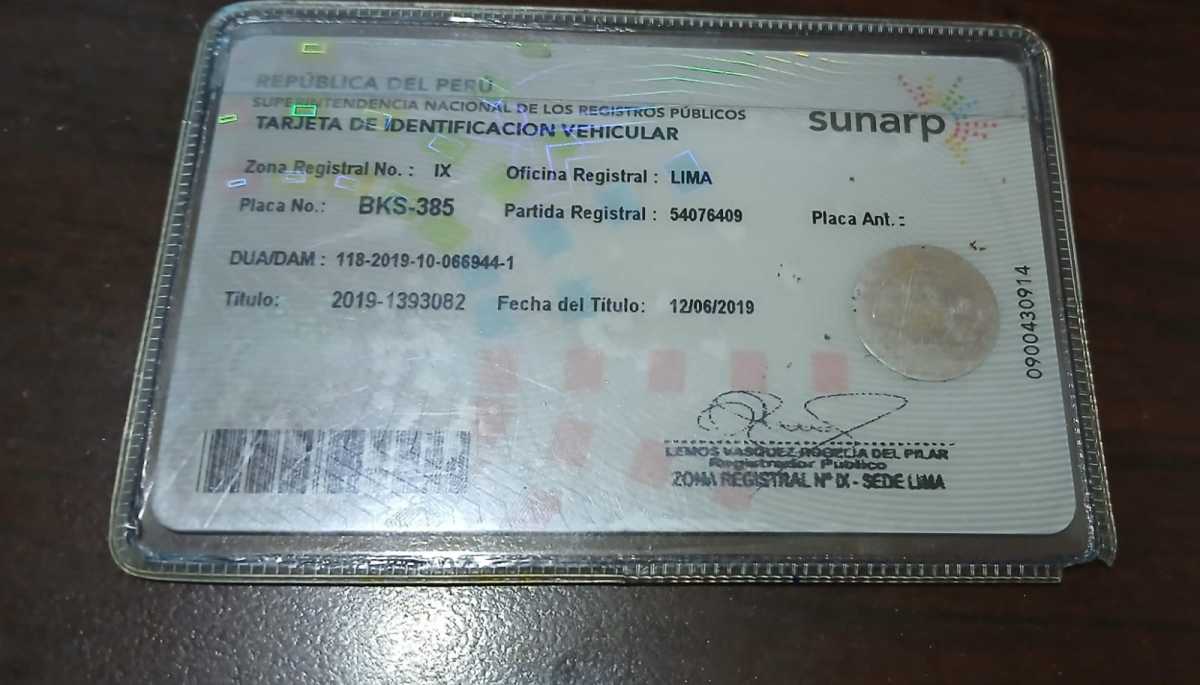 REPÚBLICA DEL PERÚ
SUPERINTENDENCIA NACIONAL DE LOS REGISTROS PÚBLICOS
TARJETA DE IDENTIFICACION VEHICULAR
sunarp
Zona Registral No. : IX Oficina Registral : LIMA
Placa No.: BKS-385 Partida Registral : 54076409 Placa Ant. :
DUA/DAM : 118-2019-10-066944-1
Título: 2019-1393082 Fecha del Título: 12/06/2019
0900430914
LEMOS VASQUEZ ROGELIA DEL PILAR
Registrador Público
ZONA REGISTRAL Nº IX - SEDE LIMA